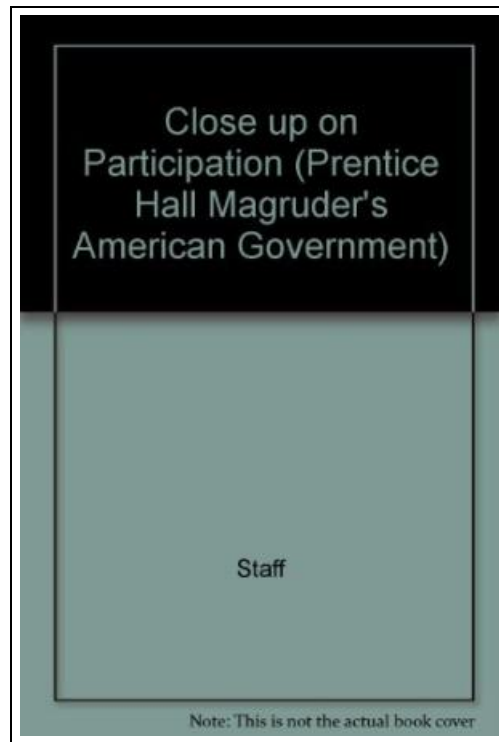 Close up on
Participation (Prentice
Hall Magruder's
American Government)
Staff
Note: This is not the actual book cover